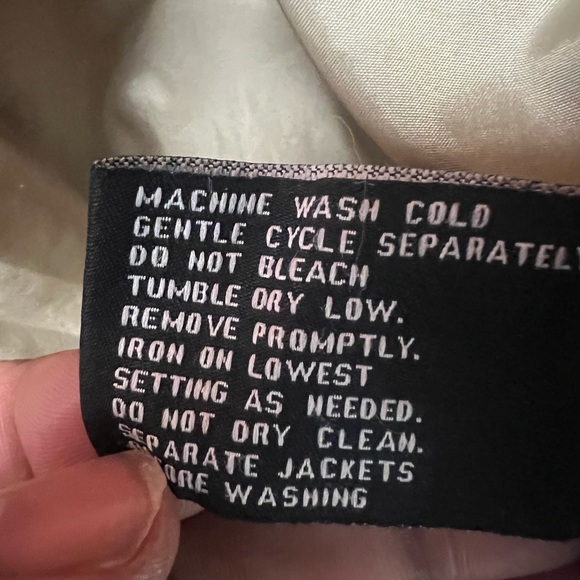 MACHINE WASH COLD
GENTLE CYCLE SEPARATELY
DO NOT BLEACH
TUMBLE DRY LOW.
REMOVE PROMPTLY.
IRON ON LOWEST
SETTING AS NEEDED.
DO NOT DRY CLEAN.
SEPARATE JACKETS
WASHING